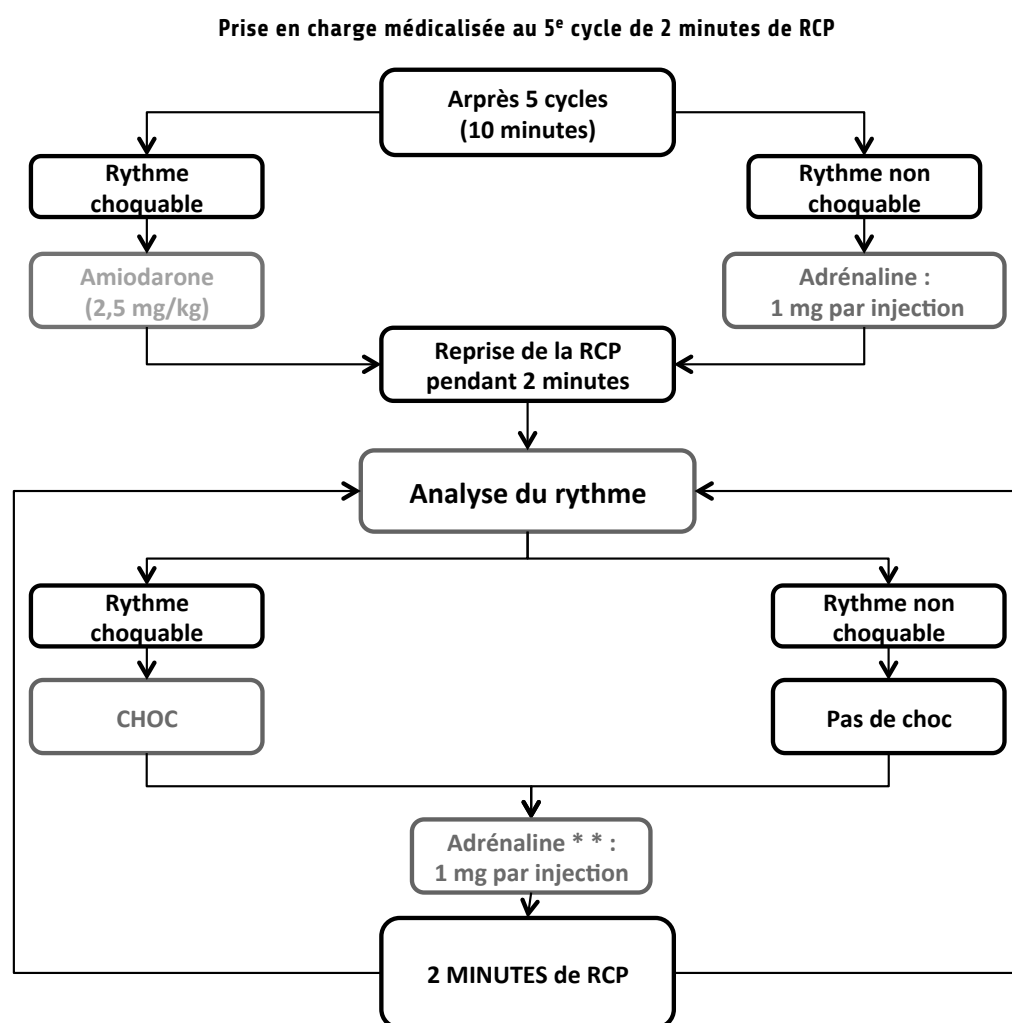 Prise en charge médicalisée au 5e cycle de 2 minutes de RCP
Arprès 5 cycles
(10 minutes)
Rythme
choquable
Rythme non
choquable
Amiodarone
(2,5 mg/kg)
Adrénaline :
1 mg par injection
Reprise de la RCP
pendant 2 minutes
Analyse du rythme
Rythme
choquable
Rythme non
choquable
CHOC
Pas de choc
Adrénaline * * :
1 mg par injection
2 MINUTES de RCP